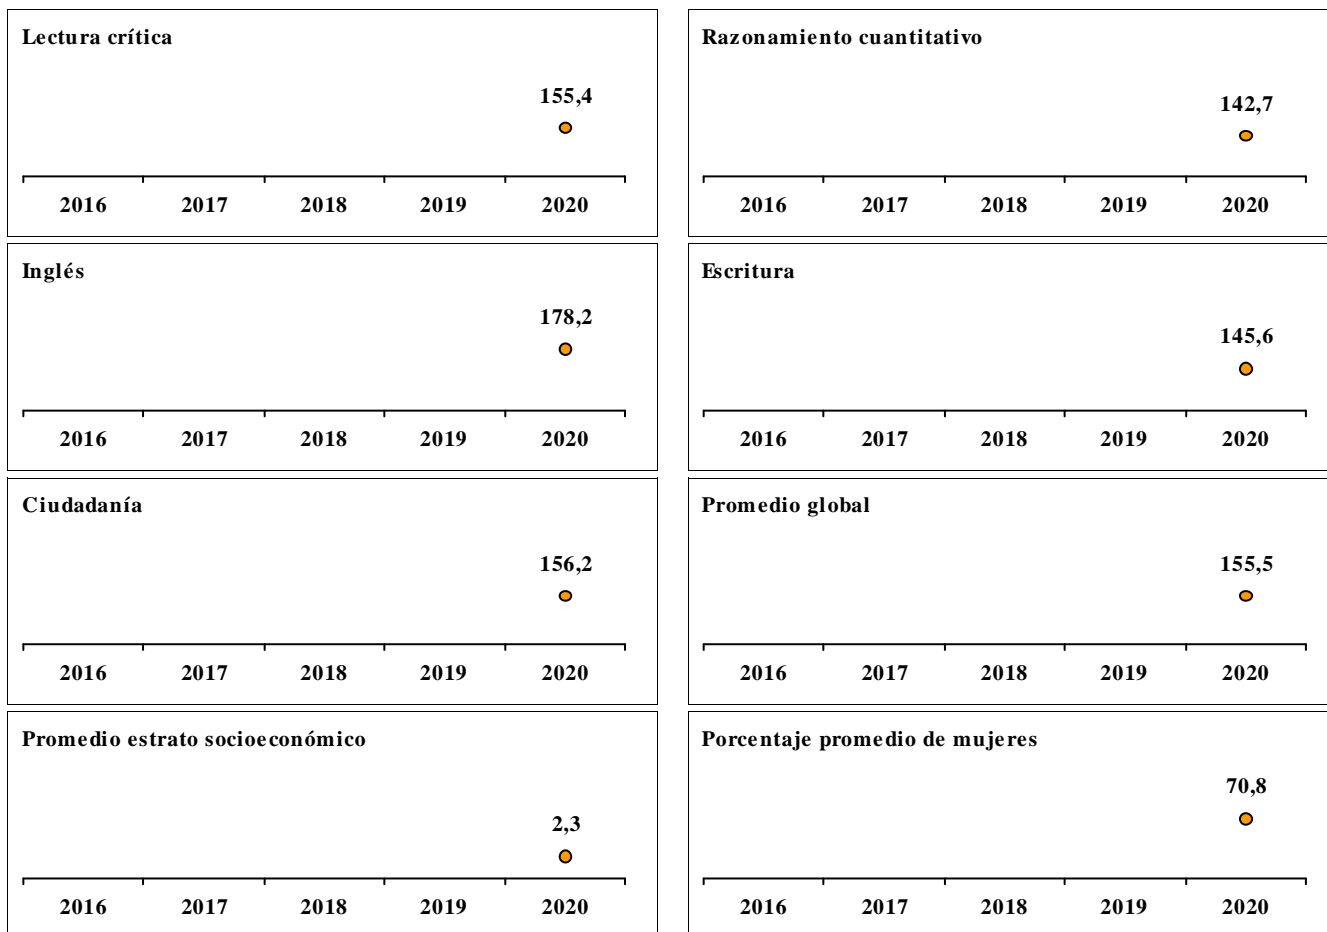 Lectura crítica
155,4
2016 2017 2018 2019 2020
Razonamiento cuantitativo
142,7
2016 2017 2018 2019 2020
Inglés
178,2
2016 2017 2018 2019 2020
Escritura
145,6
2016 2017 2018 2019 2020
Ciudadanía
156,2
2016 2017 2018 2019 2020
Promedio global
155,5
2016 2017 2018 2019 2020
Promedio estrato socioeconómico
2,3
2016 2017 2018 2019 2020
Porcentaje promedio de mujeres
70,8
2016 2017 2018 2019 2020